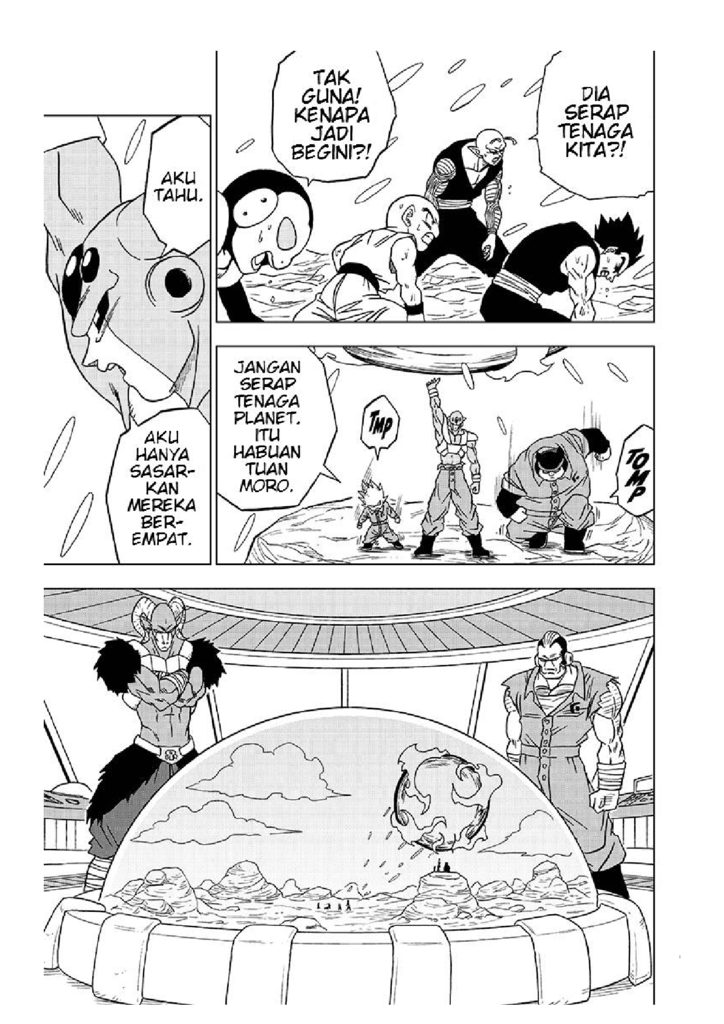 DIA
SERAP
TENAGA
KITA?!
TAK
GUNA!
KENAPA
JADI
BEGINI?!
TOMP
TMP
JANGAN
SERAP
TENAGA
PLANET.
ITU
HABUAN
TUAN
MORO.
AKU
TAHU.
AKU
HANYA
SASAR-
KAN
MEREKA
BER-
EMPAT.